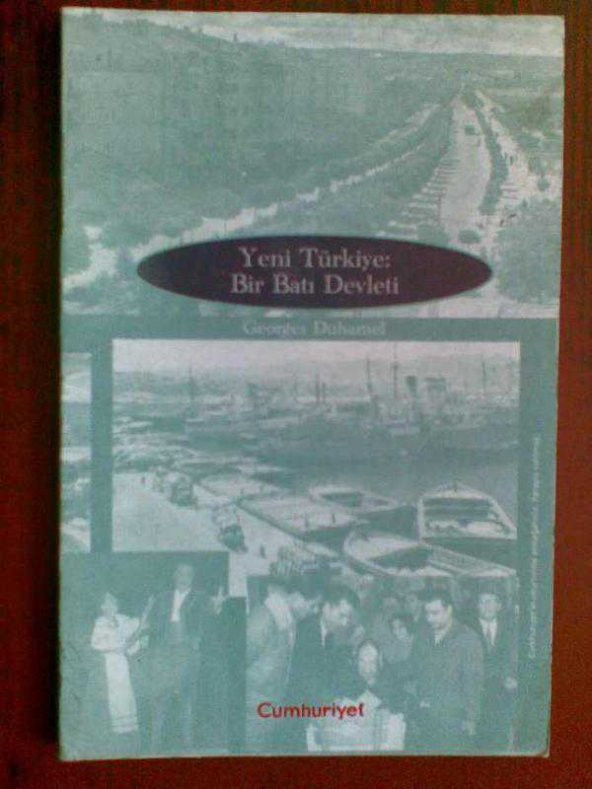 Yeni Türkiye:
Bir Batı Devleti
Georges Duhamel
Cumhuriyet